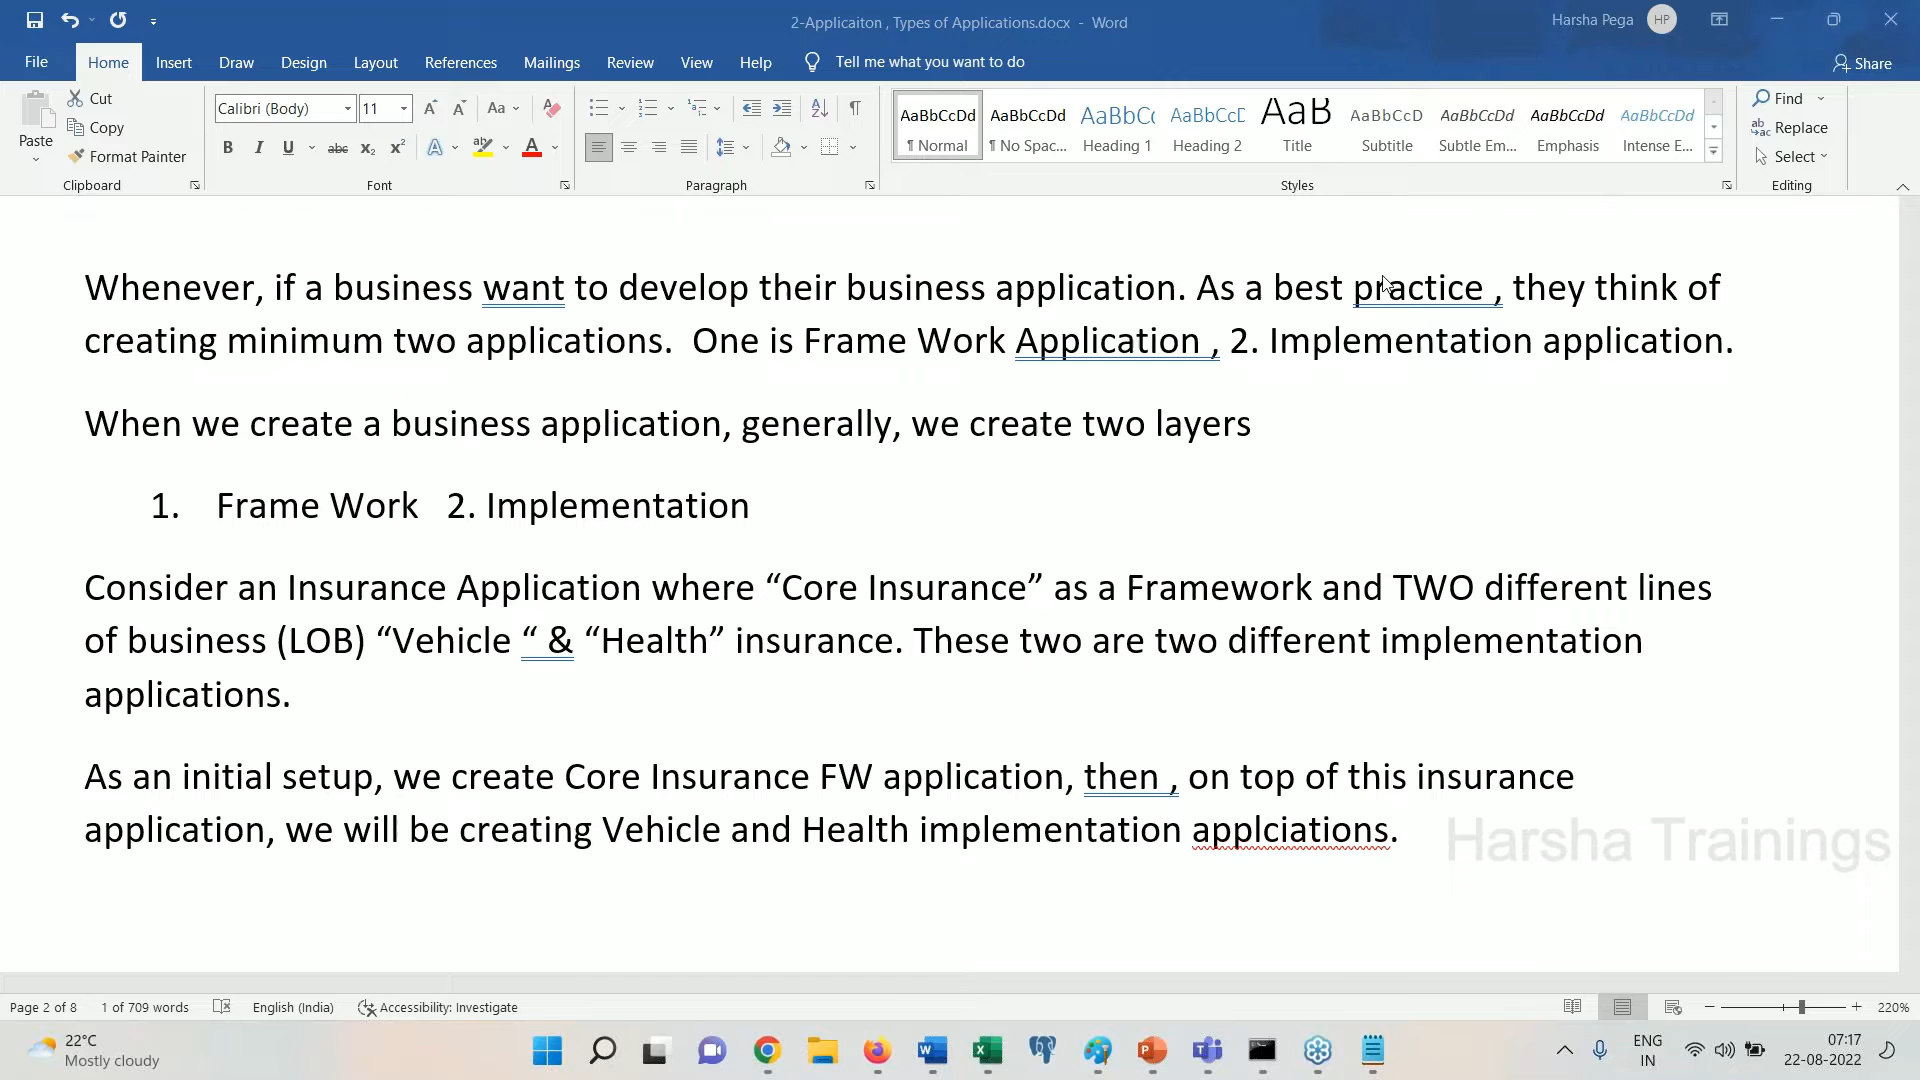 2-Applicaiton , Types of Applications.docx - Word
Harsha Pega HP
File Home Insert Draw Design Layout References Mailings Review View Help Tell me what you want to do Share
Paste
Cut
Copy
Format Painter
Clipboard
Calibri (Body) 11
Font
Paragraph
AaBbCcDd AaBbCcDd AaBbCc AaBbCcC AaB AaBbCcD AaBbCcDd AaBbCcDd AaBbCcDd
¶ Normal ¶ No Spac... Heading 1 Heading 2 Title Subtitle Subtle Em... Emphasis Intense E...
Styles
Find
Replace
Select
Editing
Whenever, if a business want to develop their business application. As a best practice , they think of
creating minimum two applications.  One is Frame Work Application , 2. Implementation application.
When we create a business application, generally, we create two layers
1. Frame Work 2. Implementation
Consider an Insurance Application where “Core Insurance” as a Framework and TWO different lines
of business (LOB) “Vehicle “ & “Health” insurance. These two are two different implementation
applications.
As an initial setup, we create Core Insurance FW application, then , on top of this insurance
application, we will be creating Vehicle and Health implementation applciations.
Harsha Trainings
Page 2 of 8 1 of 709 words English (India) Accessibility: Investigate 220%
22°C
Mostly cloudy
ENG
IN
07:17
22-08-2022